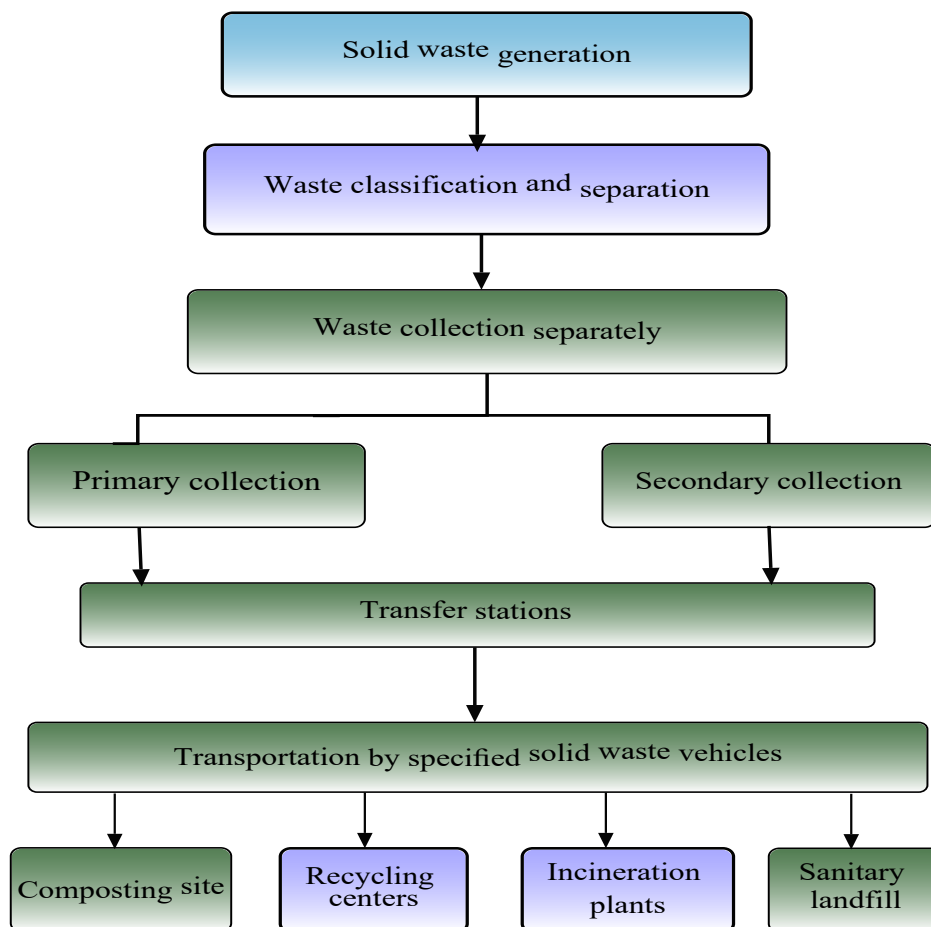 Solid waste generation
Waste classification and separation
Waste collection separately
Primary collection
Secondary collection
Transfer stations
Transportation by specified solid waste vehicles
Composting site
Recycling
centers
Incineration
plants
Sanitary
landfill